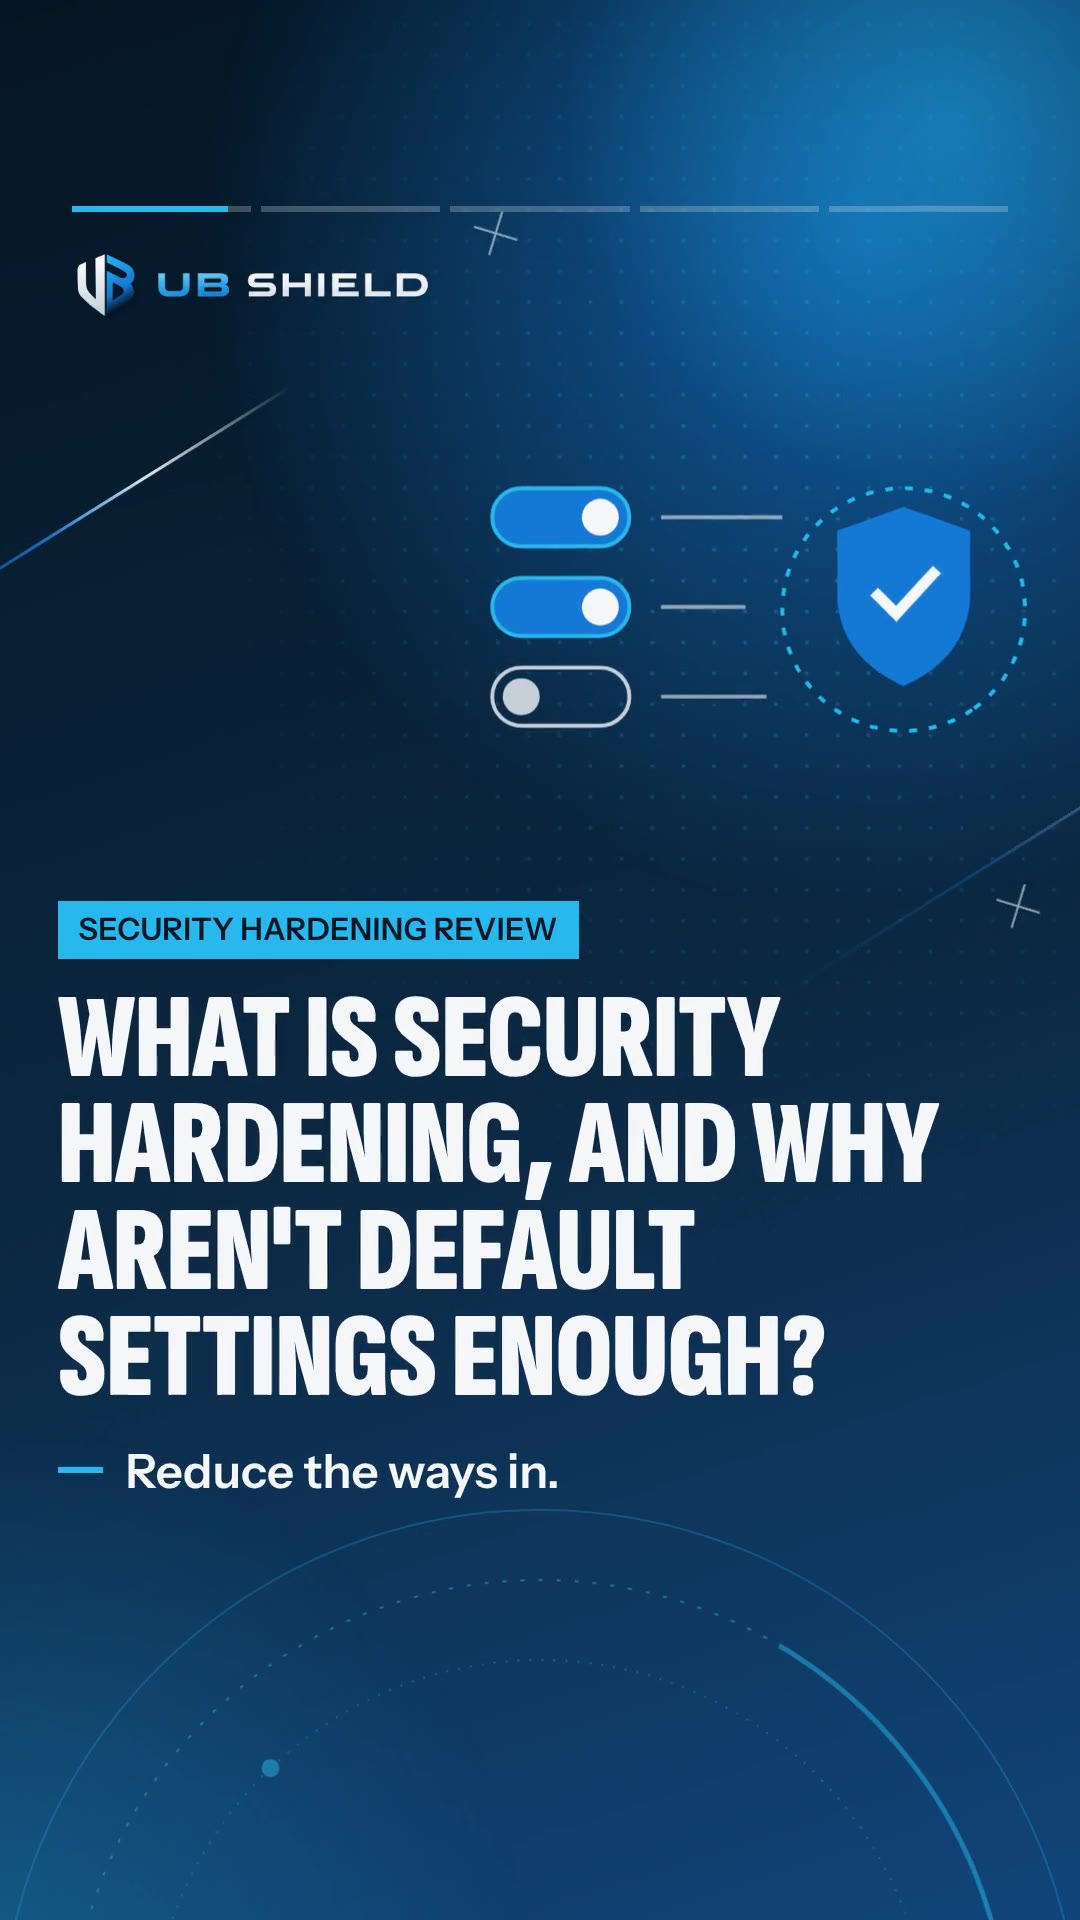 UB SHIELD
SECURITY HARDENING REVIEW
WHAT IS SECURITY
HARDENING, AND WHY
AREN'T DEFAULT
SETTINGS ENOUGH?
Reduce the ways in.